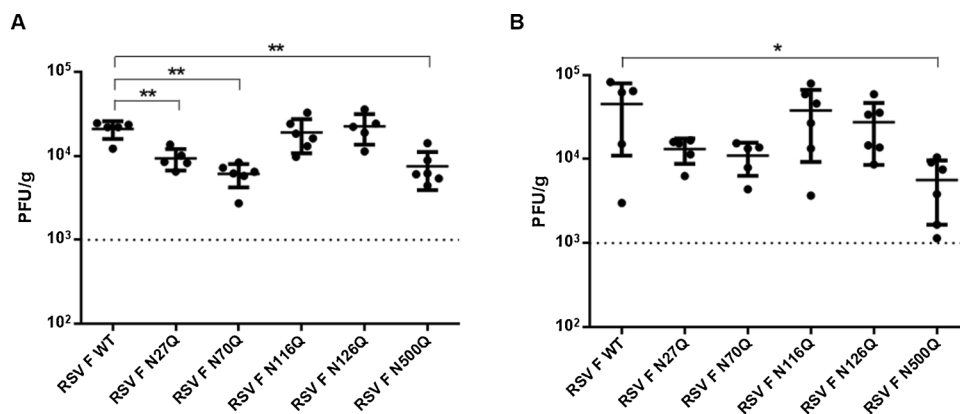 A
**
**
**
10⁵
10⁴
10³
10²
PFU/g
RSV F WT
RSV F N27Q
RSV F N70Q
RSV F N116Q
RSV F N126Q
RSV F N500Q
B
*
10⁵
10⁴
10³
10²
PFU/g
RSV F WT
RSV F N27Q
RSV F N70Q
RSV F N116Q
RSV F N126Q
RSV F N500Q